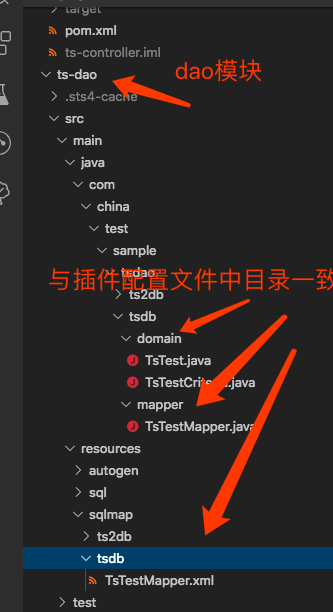 target
pom.xml
ts-controller.iml
ts-dao
dao模块
.sts4-cache
src
main
java
com
china
test
sample
tsdao
与插件配置文件中目录一致
ts2db
tsdb
domain
TsTest.java
TsTestCriteria.java
mapper
TsTestMapper.java
resources
autogen
sql
sqlmap
ts2db
tsdb
TsTestMapper.xml
test